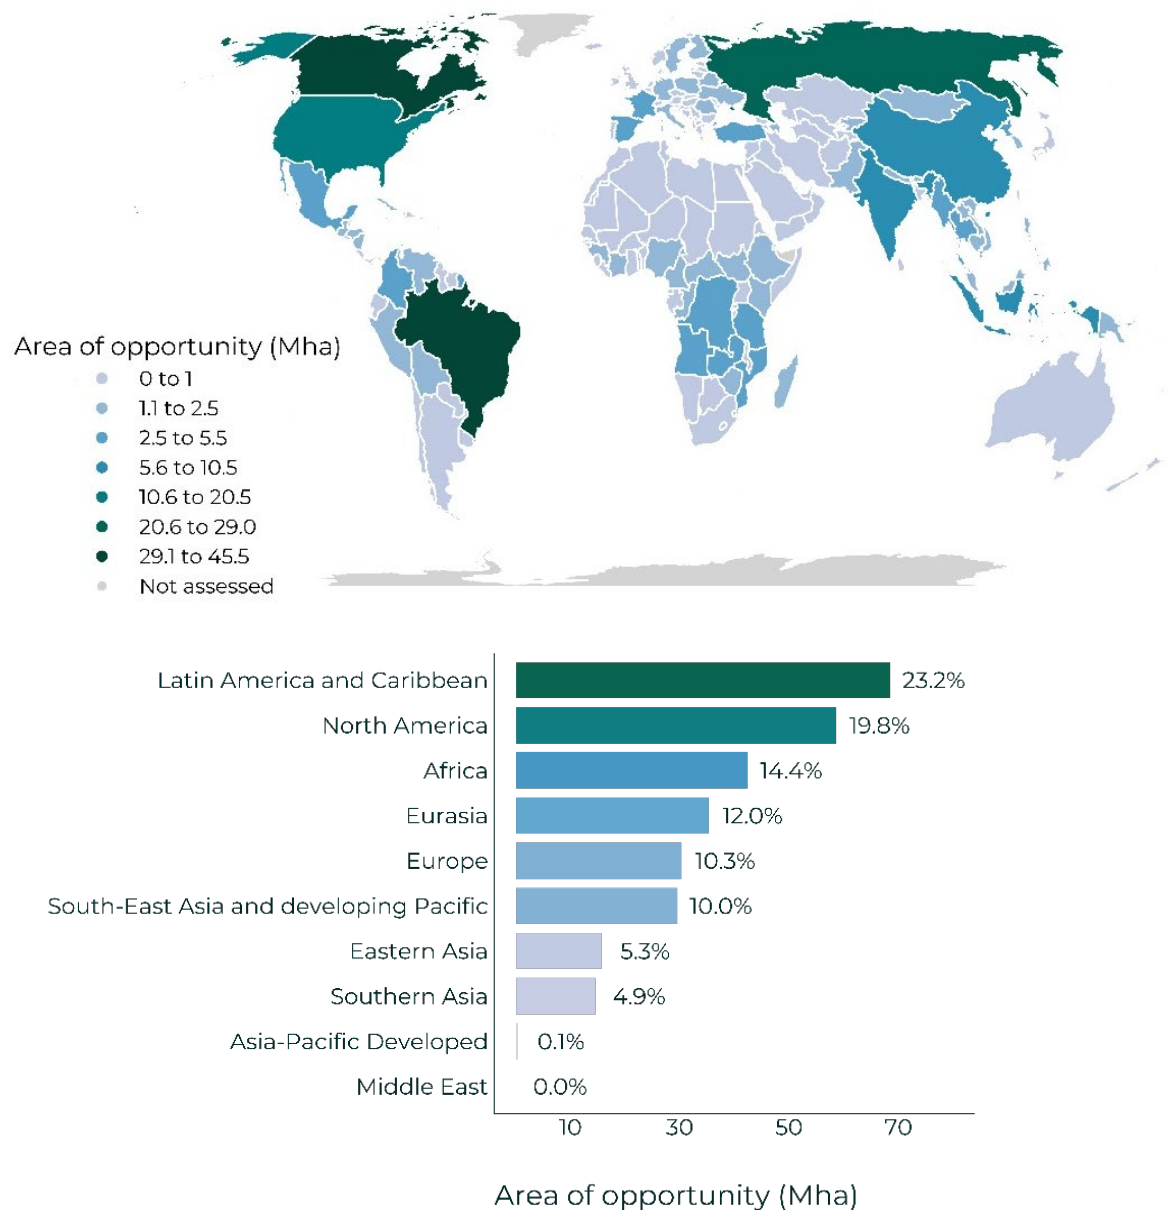 Area of opportunity (Mha)
0 to 1
1.1 to 2.5
2.5 to 5.5
5.6 to 10.5
10.6 to 20.5
20.6 to 29.0
29.1 to 45.5
Not assessed
Latin America and Caribbean 23.2%
North America 19.8%
Africa 14.4%
Eurasia 12.0%
Europe 10.3%
South-East Asia and developing Pacific 10.0%
Eastern Asia 5.3%
Southern Asia 4.9%
Asia-Pacific Developed 0.1%
Middle East 0.0%
10 30 50 70
Area of opportunity (Mha)